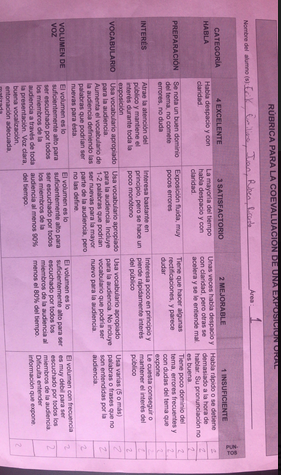 RÚBRICA PARA LA COEVALUACIÓN DE UNA EXPOSICIÓN ORAL
Nombre del alumno (s):
Área
CATEGORÍA
4 EXCELENTE
3 SATISFACTORIO
2 MEJORABLE
1 INSUFICIENTE
PUN-
TOS
HABLA
Habla despacio y con
claridad
La mayoría del tiempo
habla despacio y con
claridad.
Unas veces habla despacio y
con claridad, pero otras se
acelera y se le entiende mal.
Habla rápido o se detiene
demasiado a la hora de
hablar. Su pronunciación no
es buena
PREPARACIÓN
Se nota un buen dominio
del tema, no comete
errores, no duda
Exposición fluida, muy
pocos errores
Tiene que hacer algunas
rectificaciones, y parece
dudar
Tiene poco dominio del
tema, errores frecuentes y
con dudas del tema que
expone
INTERÉS
Atrae la atención del
público y mantiene el
interés durante toda la
exposición
Interesa bastante en
principio, pero se hace un
poco monótono
Interesa poco en principio y
pierde rápidamente interés
del público
Le cuesta conseguir o
mantener el interés del
público.
VOCABULARIO
Usa vocabulario apropiado
para la audiencia
Aumenta el vocabulario de
la audiencia definiendo las
palabras que podrían ser
nuevas para ésta
Usa vocabulario apropiado
para la audiencia. Incluye
1-2 palabras que podrían
ser nuevas para la mayor
parte de la audiencia, pero
no las define.
Usa vocabulario apropiado
para la audiencia. No incluye
vocabulario que podría ser
nuevo para la audiencia
Usa varias (5 o más)
palabras o frases que no
son entendidas por la
audiencia
VOLUMEN DE
VOZ
El volumen es lo
suficientemente alto para
ser escuchado por todos
los miembros de la
audiencia a través de toda
la presentación. Voz clara,
buena vocalización,
entonación adecuada,
El volumen es lo
suficientemente alto para
ser escuchado por todos
los miembros de la
audiencia al menos 90%
del tiempo.
El volumen es lo
suficientemente alto para ser
escuchado por todos los
miembros de la audiencia al
menos el 80% del tiempo.
El volumen con frecuencia
es muy débil para ser
escuchado por todos los
miembros de la audiencia.
Dificulta entender
información que expone